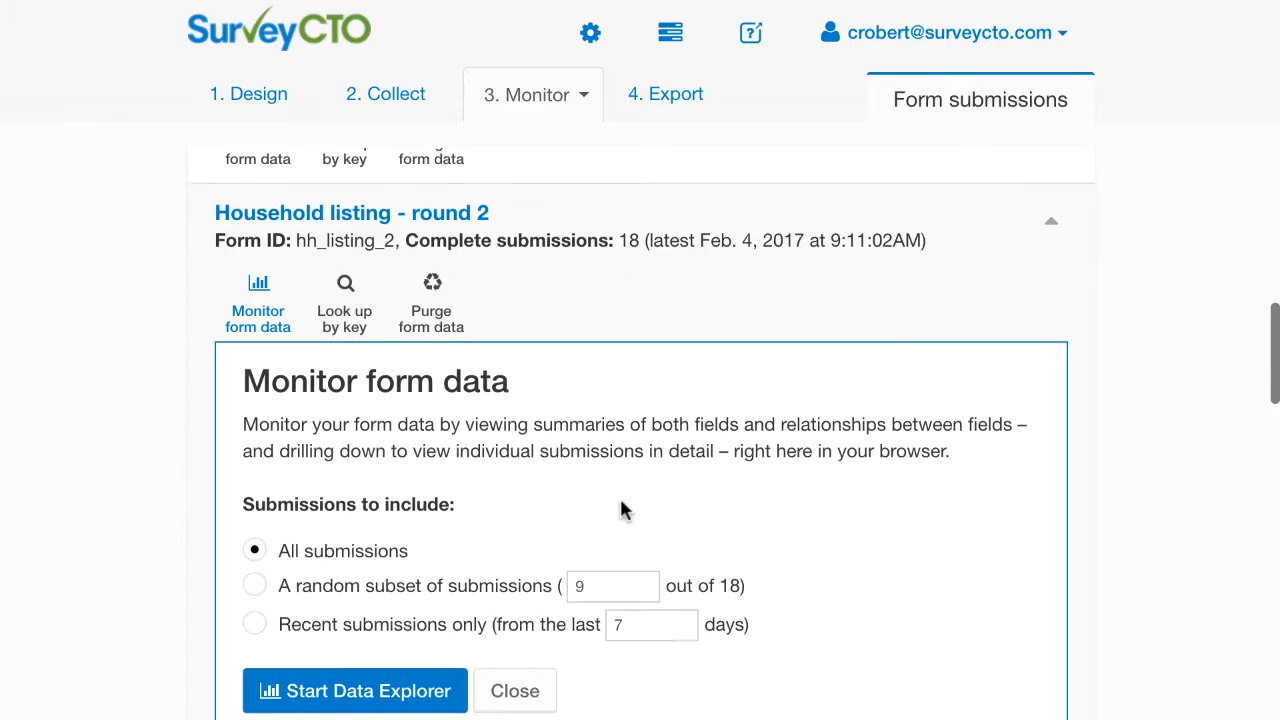 SurveyCTO
crobert@surveycto.com
1. Design 2. Collect 3. Monitor 4. Export Form submissions
form data by key form data
Household listing - round 2
Form ID: hh_listing_2, Complete submissions: 18 (latest Feb. 4, 2017 at 9:11:02AM)
Monitor form data Look up by key Purge form data
Monitor form data
Monitor your form data by viewing summaries of both fields and relationships between fields –
and drilling down to view individual submissions in detail – right here in your browser.
Submissions to include:
All submissions
A random subset of submissions ( 9 out of 18)
Recent submissions only (from the last 7 days)
Start Data Explorer Close